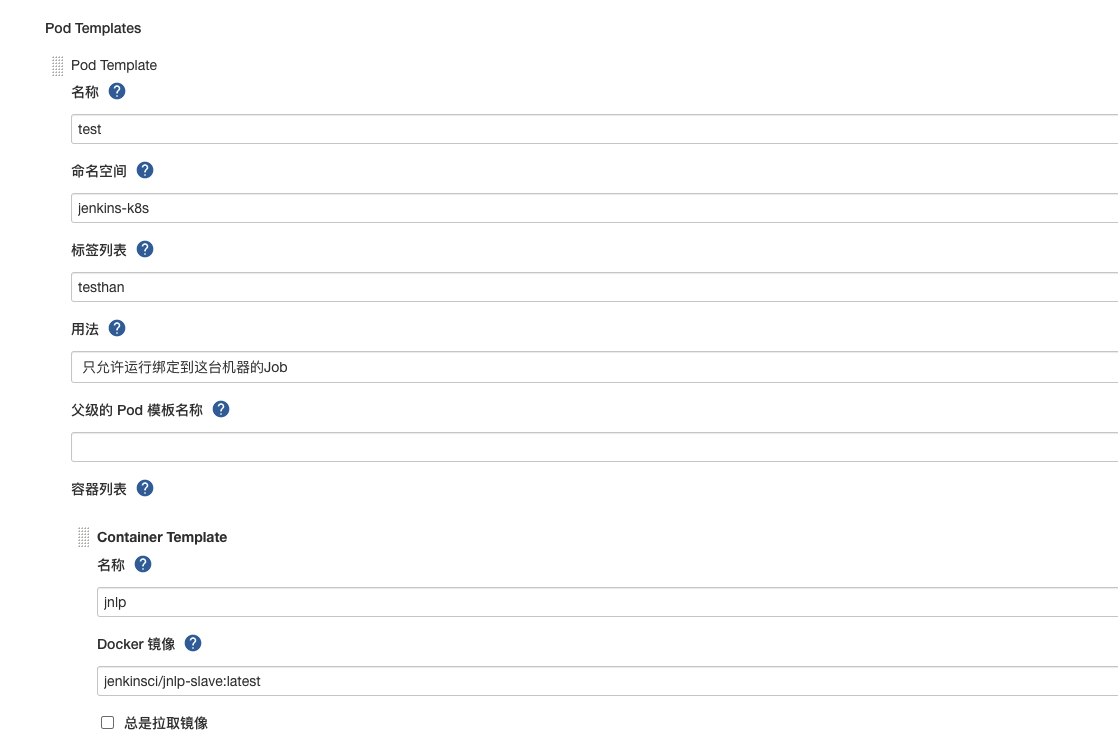 Pod Templates
Pod Template
名称 ?
test
命名空间 ?
jenkins-k8s
标签列表 ?
testhan
用法 ?
只允许运行绑定到这台机器的Job
父级的 Pod 模板名称 ?
容器列表 ?
Container Template
名称 ?
jnlp
Docker 镜像 ?
jenkinsci/jnlp-slave:latest
总是拉取镜像